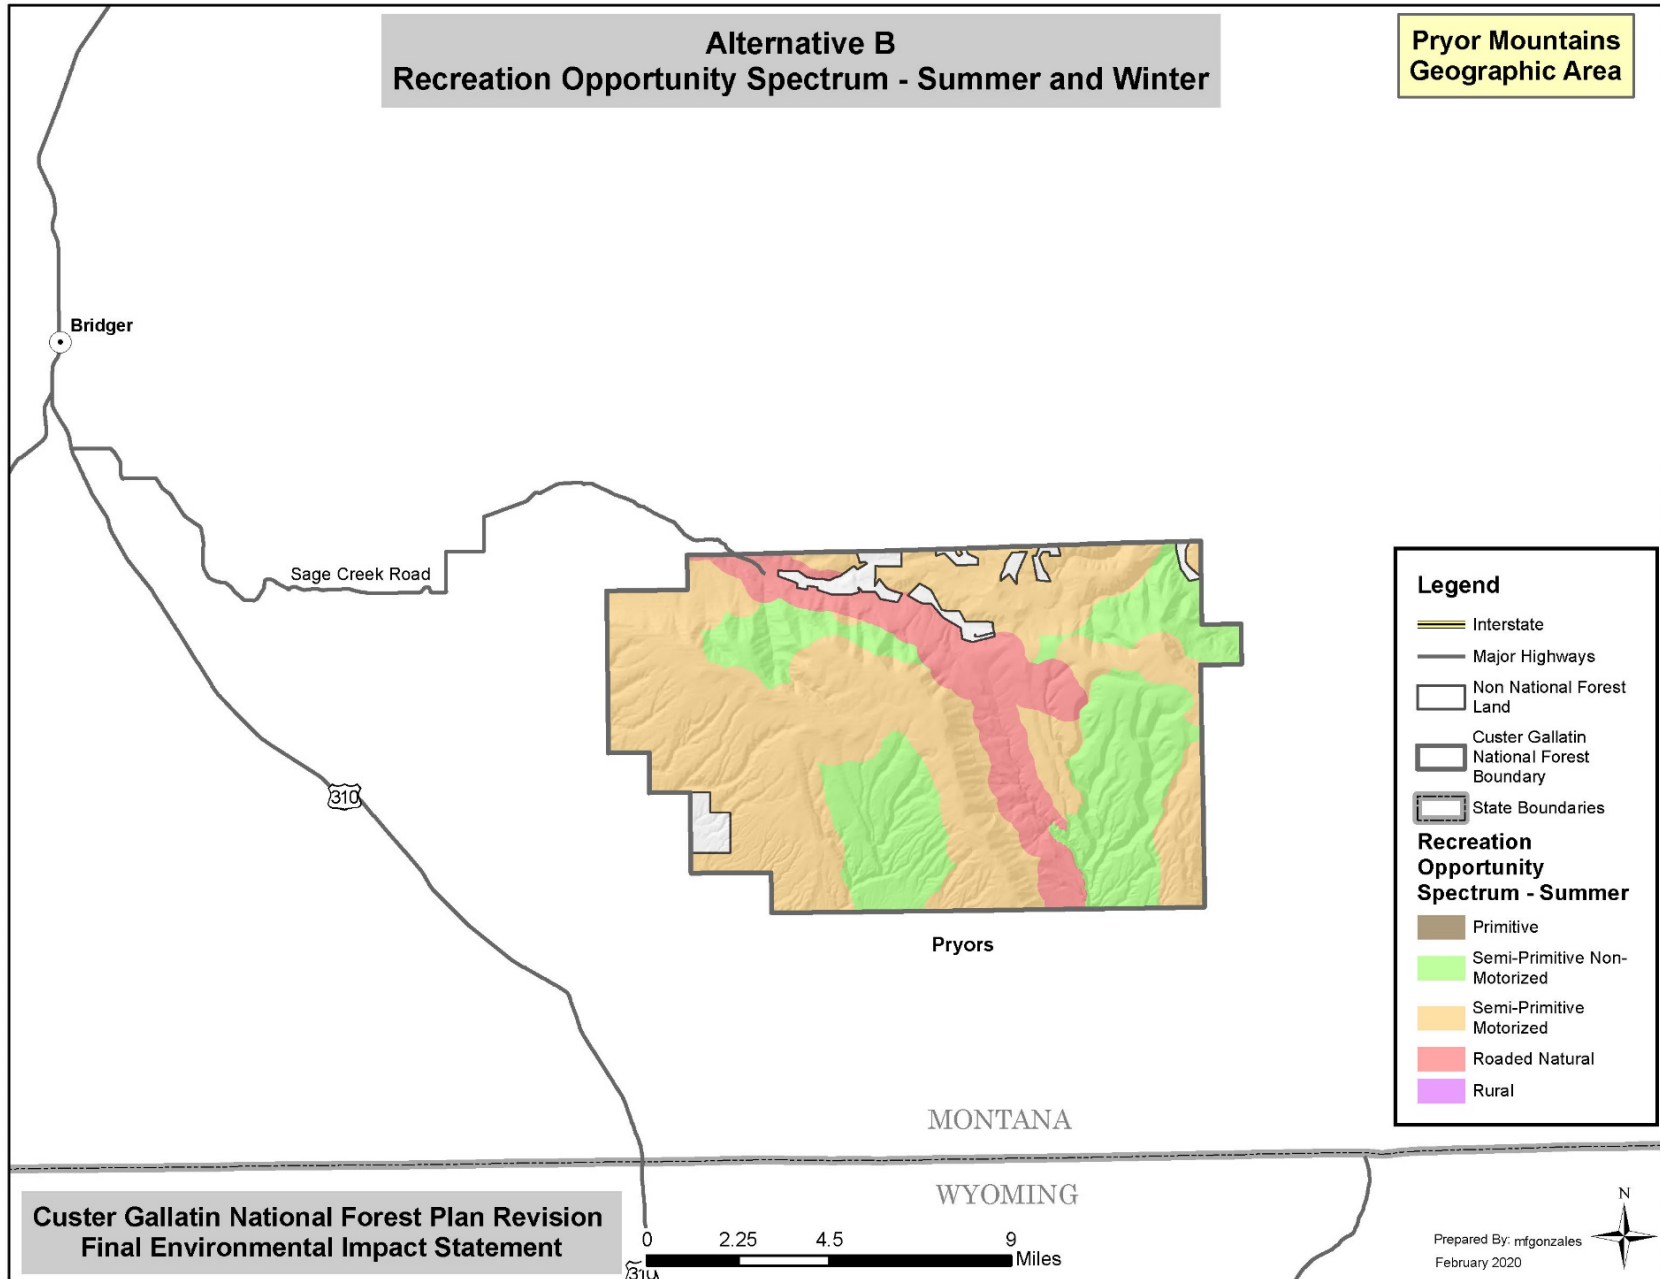 Alternative B
Recreation Opportunity Spectrum - Summer and Winter
Pryor Mountains
Geographic Area
Bridger
Sage Creek Road
310
Pryors
Legend
Interstate
Major Highways
Non National Forest
Land
Custer Gallatin
National Forest
Boundary
State Boundaries
Recreation
Opportunity
Spectrum - Summer
Primitive
Semi-Primitive Non-
Motorized
Semi-Primitive
Motorized
Roaded Natural
Rural
MONTANA
WYOMING
Custer Gallatin National Forest Plan Revision
Final Environmental Impact Statement
0 2.25 4.5 9
Miles
310
N
Prepared By: mfgonzales
February 2020